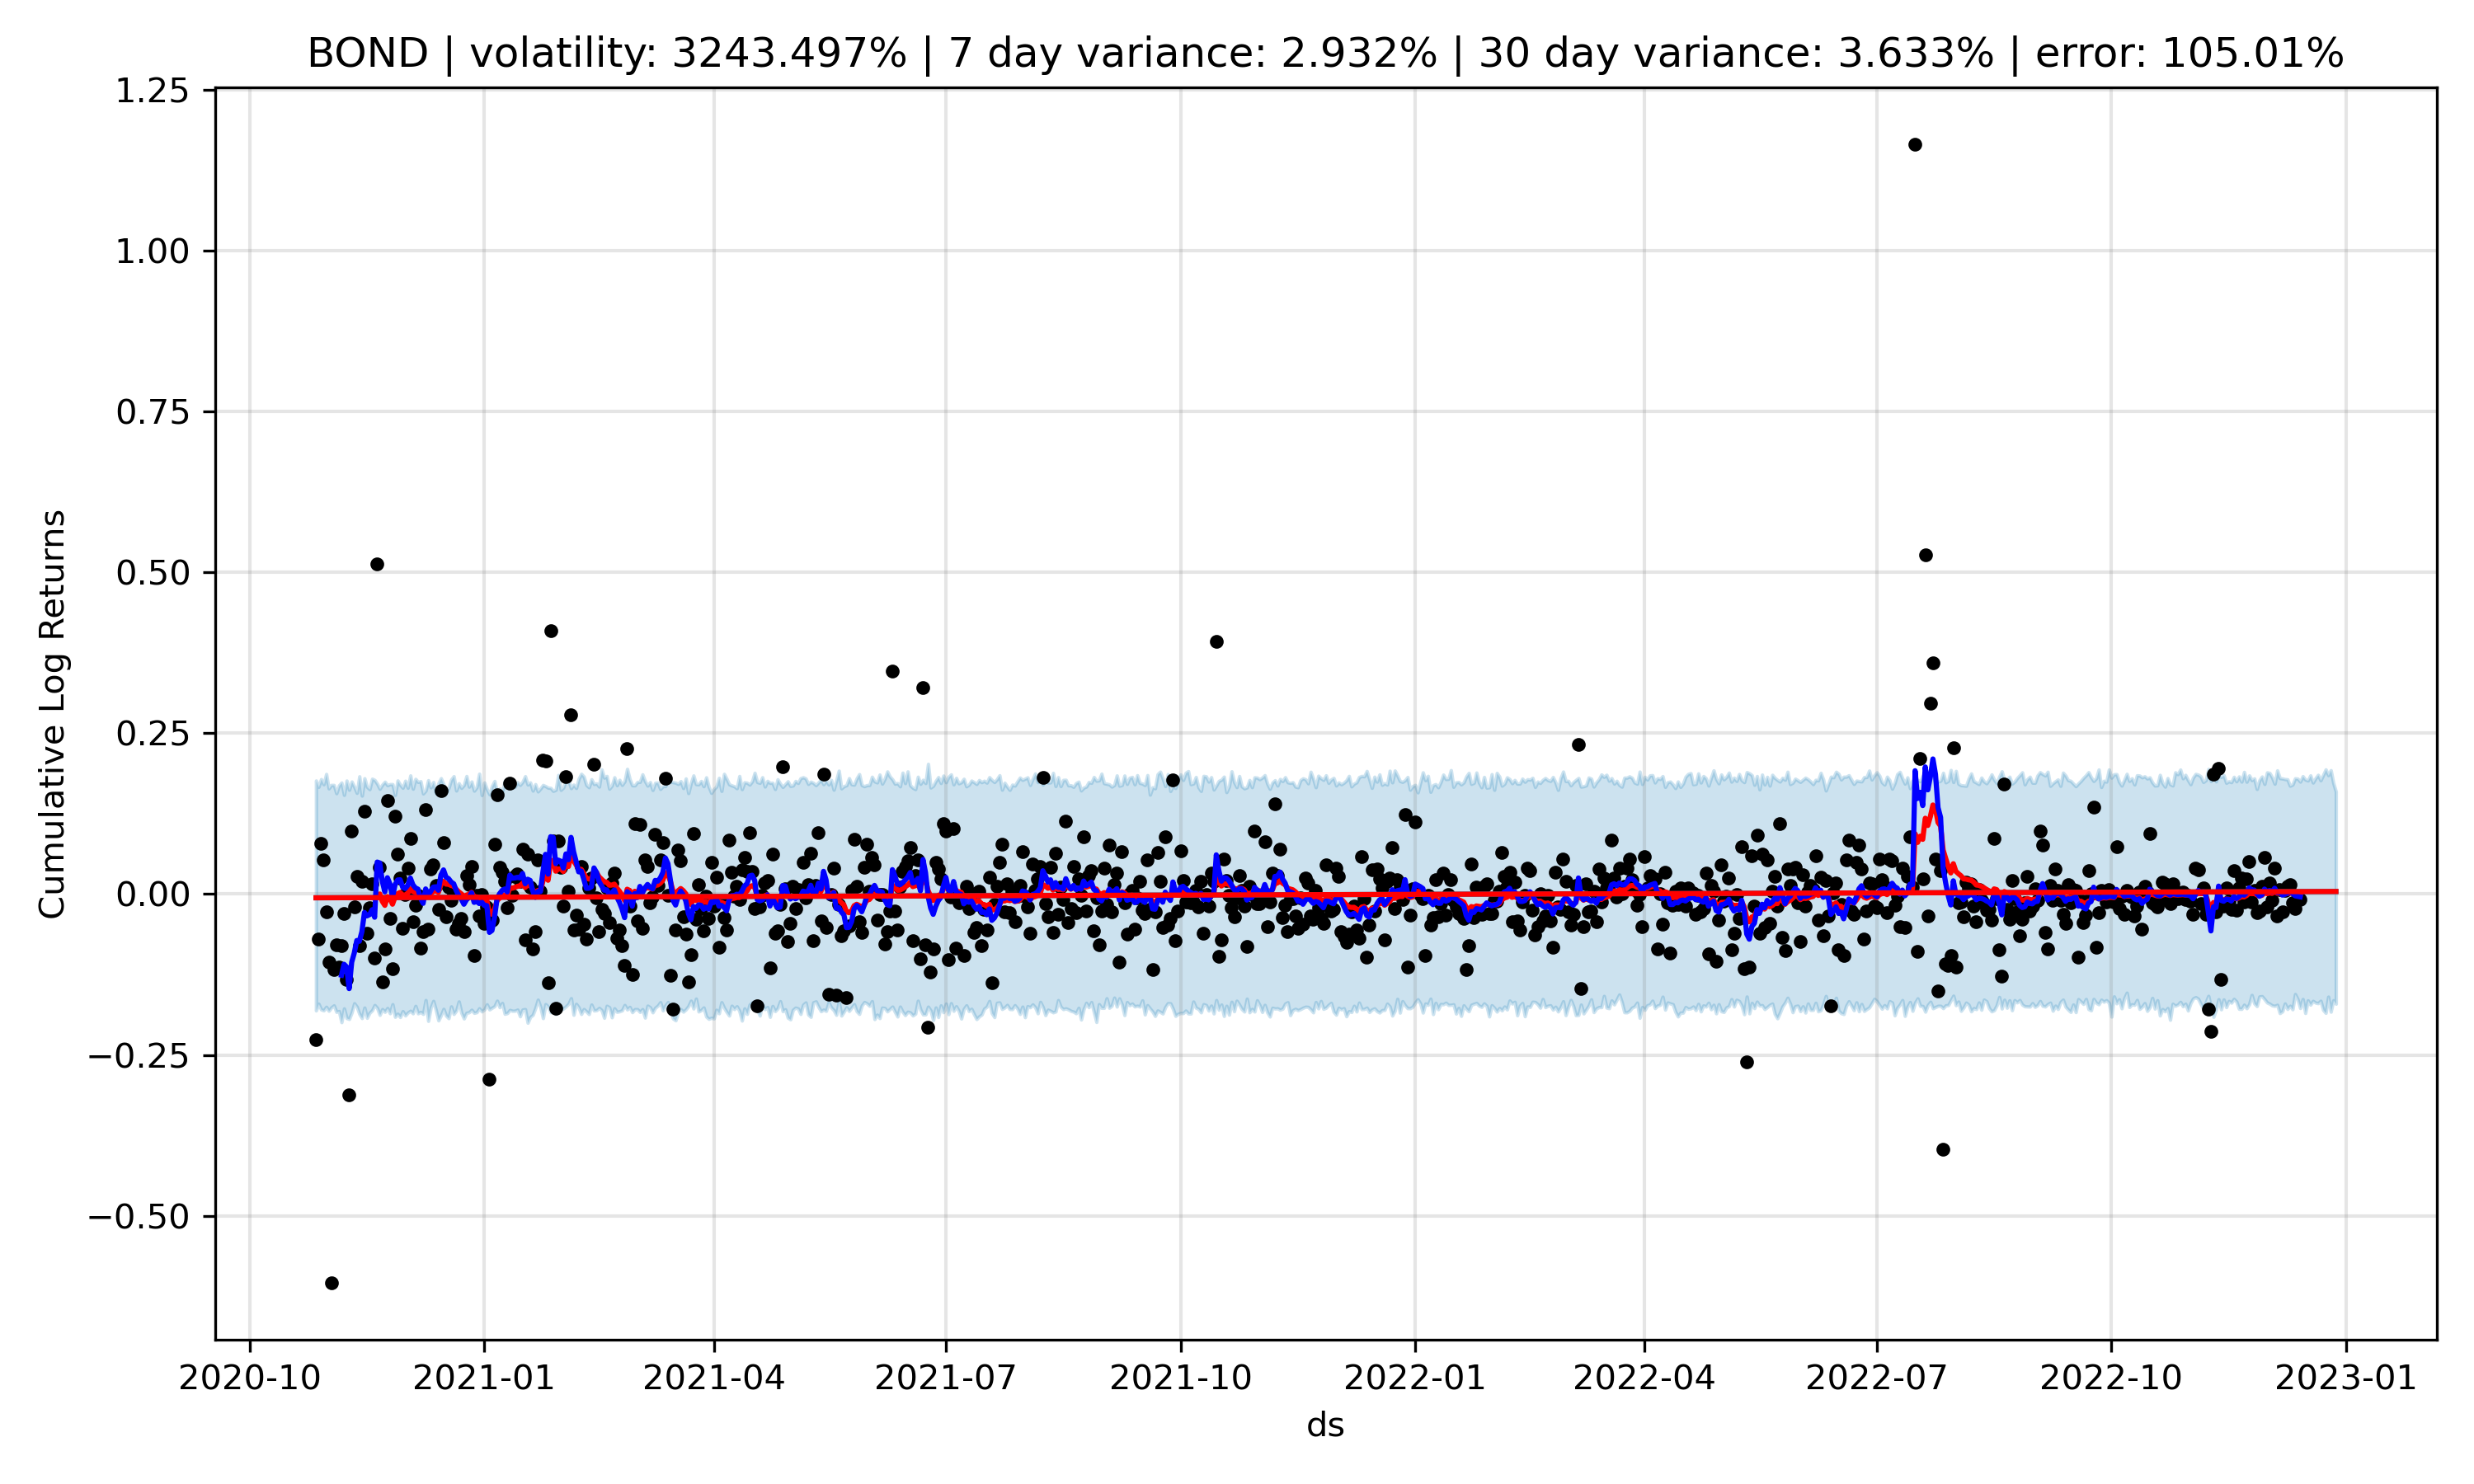 BOND | volatility: 3243.497% | 7 day variance: 2.932% | 30 day variance: 3.633% | error: 105.01%
1.25
1.00
0.75
0.50
0.25
0.00
−0.25
−0.50
Cumulative Log Returns
2020-10 2021-01 2021-04 2021-07 2021-10 2022-01 2022-04 2022-07 2022-10 2023-01
ds